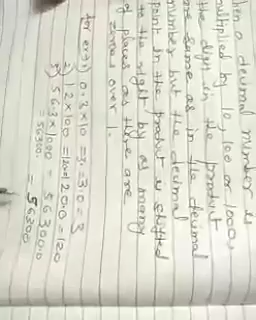 when a decimal number is
multiplied by 10, 100 or 1000,
the digit in the product
are same as in the decimal
number but the decimal
point in the product is shifted
to the right by as many
of places as there are
zeros over 1.
for ex:- 1) 0.3 x 10 = 3 = 3.0 = 3
2) 1.2 x 100 = 120.0 = 120
3) 56.3 x 1000 = 56300.0
56300. = 56300